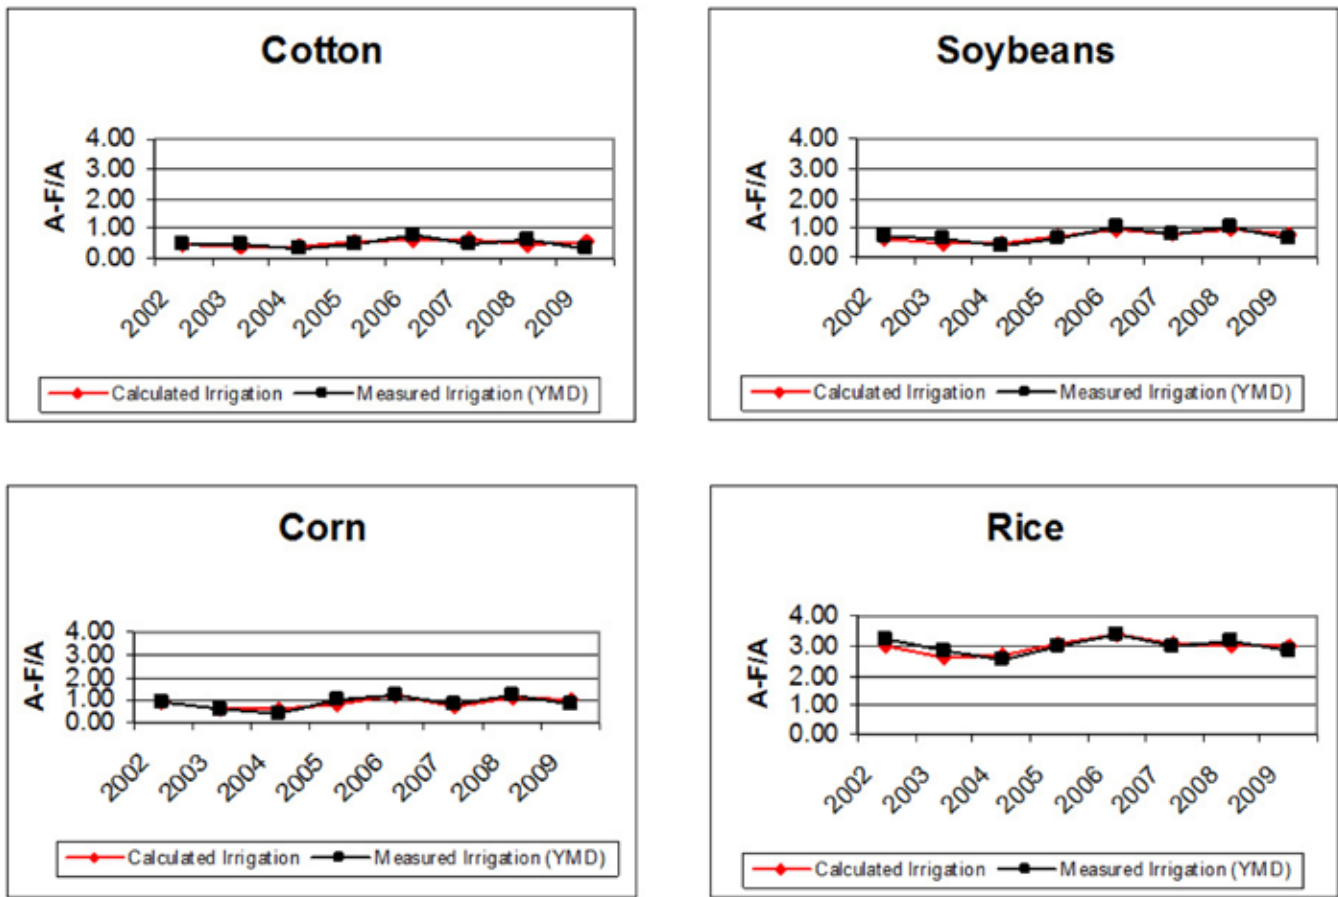 Cotton
4.00
3.00
2.00
1.00
0.00
A-F/A
2002 2003 2004 2005 2006 2007 2008 2009
Calculated Irrigation Measured Irrigation (YMD)
Soybeans
4.00
3.00
2.00
1.00
0.00
A-F/A
2002 2003 2004 2005 2006 2007 2008 2009
Calculated Irrigation Measured Irrigation (YMD)
Corn
4.00
3.00
2.00
1.00
0.00
A-F/A
2002 2003 2004 2005 2006 2007 2008 2009
Calculated Irrigation Measured Irrigation (YMD)
Rice
4.00
3.00
2.00
1.00
0.00
A-F/A
2002 2003 2004 2005 2006 2007 2008 2009
Calculated Irrigation Measured Irrigation (YMD)